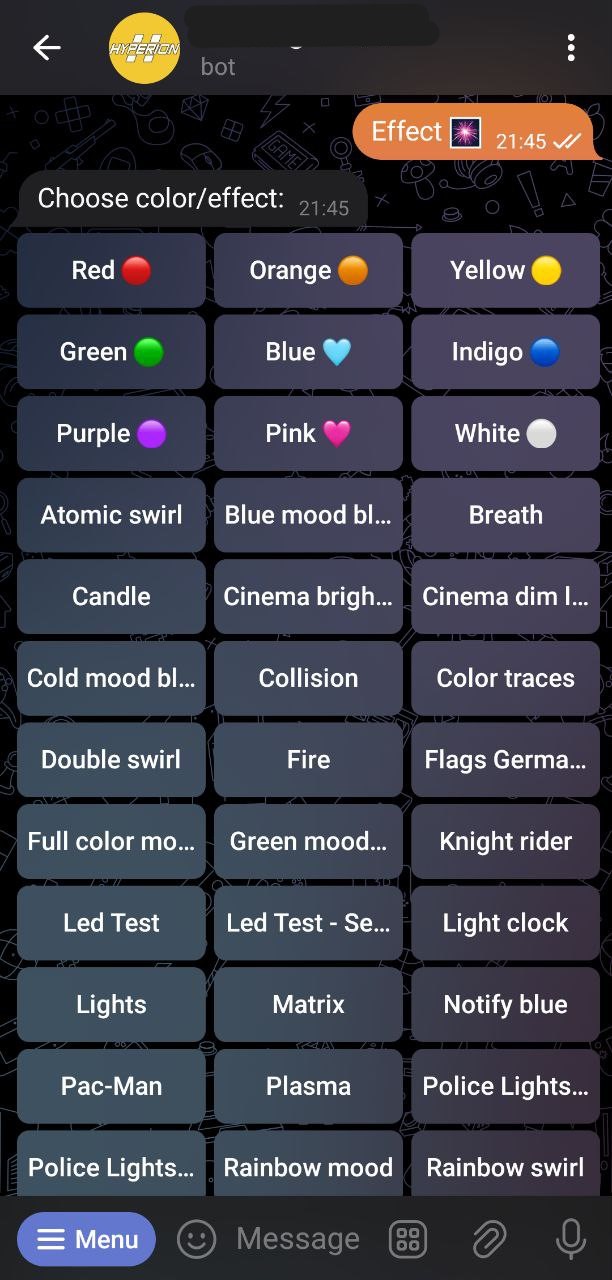 HYPERION
bot
Effect 🎆 21:45
Choose color/effect: 21:45
Red 🔴 Orange 🟠 Yellow 🟡
Green 🟢 Blue 🩵 Indigo 🔵
Purple 🟣 Pink 🩷 White ⚪
Atomic swirl Blue mood bl... Breath
Candle Cinema brigh... Cinema dim l...
Cold mood bl... Collision Color traces
Double swirl Fire Flags Germa...
Full color mo... Green mood... Knight rider
Led Test Led Test - Se... Light clock
Lights Matrix Notify blue
Pac-Man Plasma Police Lights...
Police Lights... Rainbow mood Rainbow swirl
Menu Message